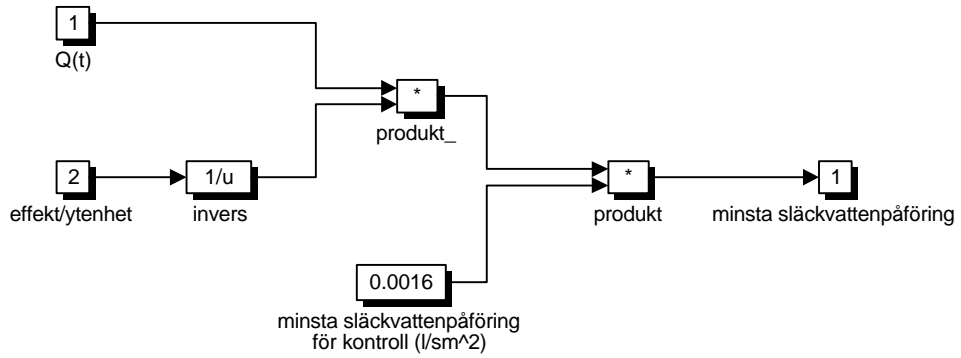 1
Q(t)
*
produkt_
2
effekt/ytenhet
1/u
invers
*
produkt
1
minsta släckvattenpåföring
0.0016
minsta släckvattenpåföring
för kontroll (l/sm^2)